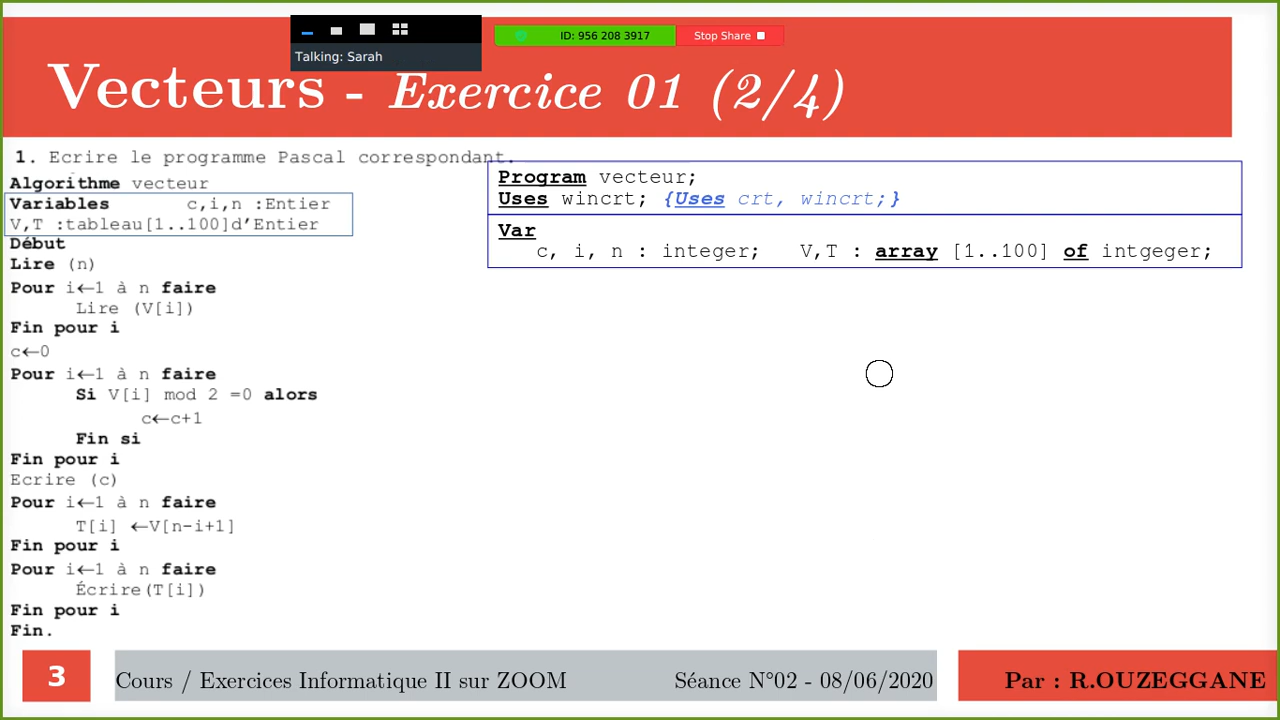 Talking: Sarah
ID: 956 208 3917
Stop Share
Vecteurs - Exercice 01 (2/4)
1. Ecrire le programme Pascal correspondant.
Algorithme vecteur
Variables c,i,n :Entier
V,T :tableau[1..100]d'Entier
Début
Lire (n)
Pour i←1 à n faire
Lire (V[i])
Fin pour i
c←0
Pour i←1 à n faire
Si V[i] mod 2 =0 alors
c←c+1
Fin si
Fin pour i
Ecrire (c)
Pour i←1 à n faire
T[i] ←V[n-i+1]
Fin pour i
Pour i←1 à n faire
Écrire(T[i])
Fin pour i
Fin.
Program vecteur;
Uses wincrt; {Uses crt, wincrt;}
Var
c, i, n : integer; V,T : array [1..100] of intgeger;
3
Cours / Exercices Informatique II sur ZOOM
Séance N°02 - 08/06/2020
Par : R.OUZEGGANE